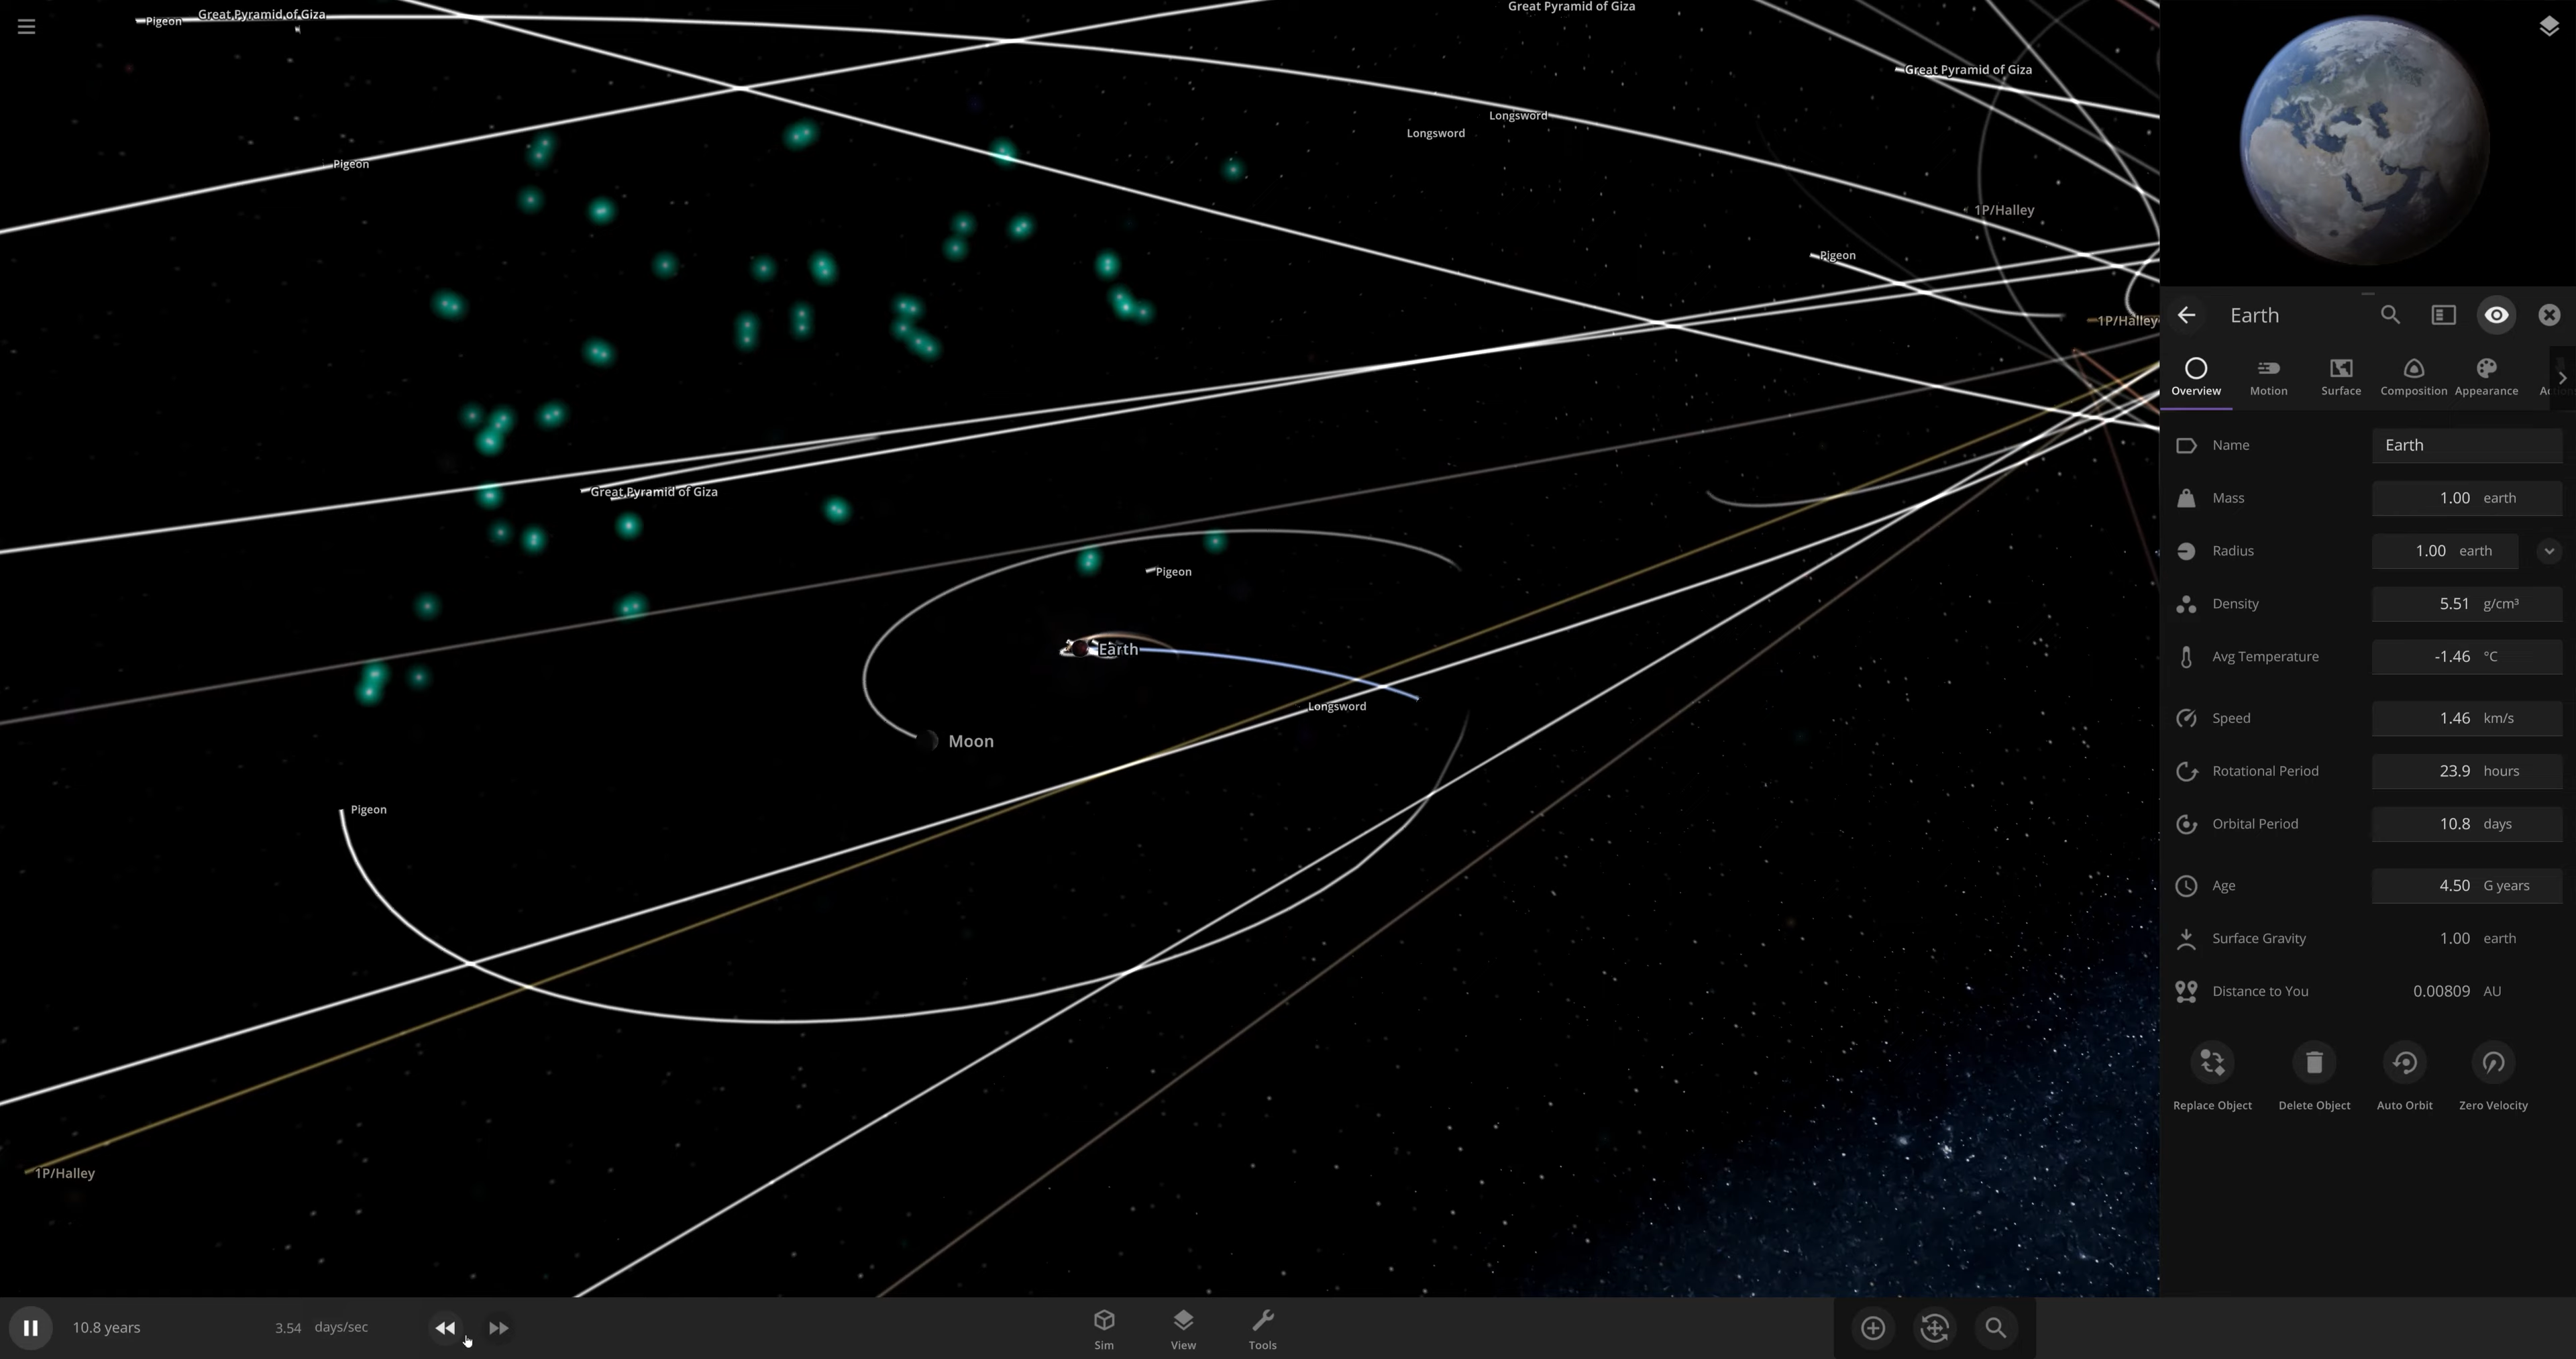 Pigeon
Great Pyramid of Giza
Great Pyramid of Giza
Great Pyramid of Giza
Longsword
Longsword
Pigeon
1P/Halley
Pigeon
1P/Halley
Great Pyramid of Giza
Pigeon
Earth
Longsword
Moon
Pigeon
1P/Halley
Earth
Overview
Motion
Surface
Composition
Appearance
Name Earth
Mass 1.00 earth
Radius 1.00 earth
Density 5.51 g/cm³
Avg Temperature -1.46 °C
Speed 1.46 km/s
Rotational Period 23.9 hours
Orbital Period 10.8 days
Age 4.50 G years
Surface Gravity 1.00 earth
Distance to You 0.00809 AU
Replace Object
Delete Object
Auto Orbit
Zero Velocity
10.8 years
3.54 days/sec
Sim
View
Tools